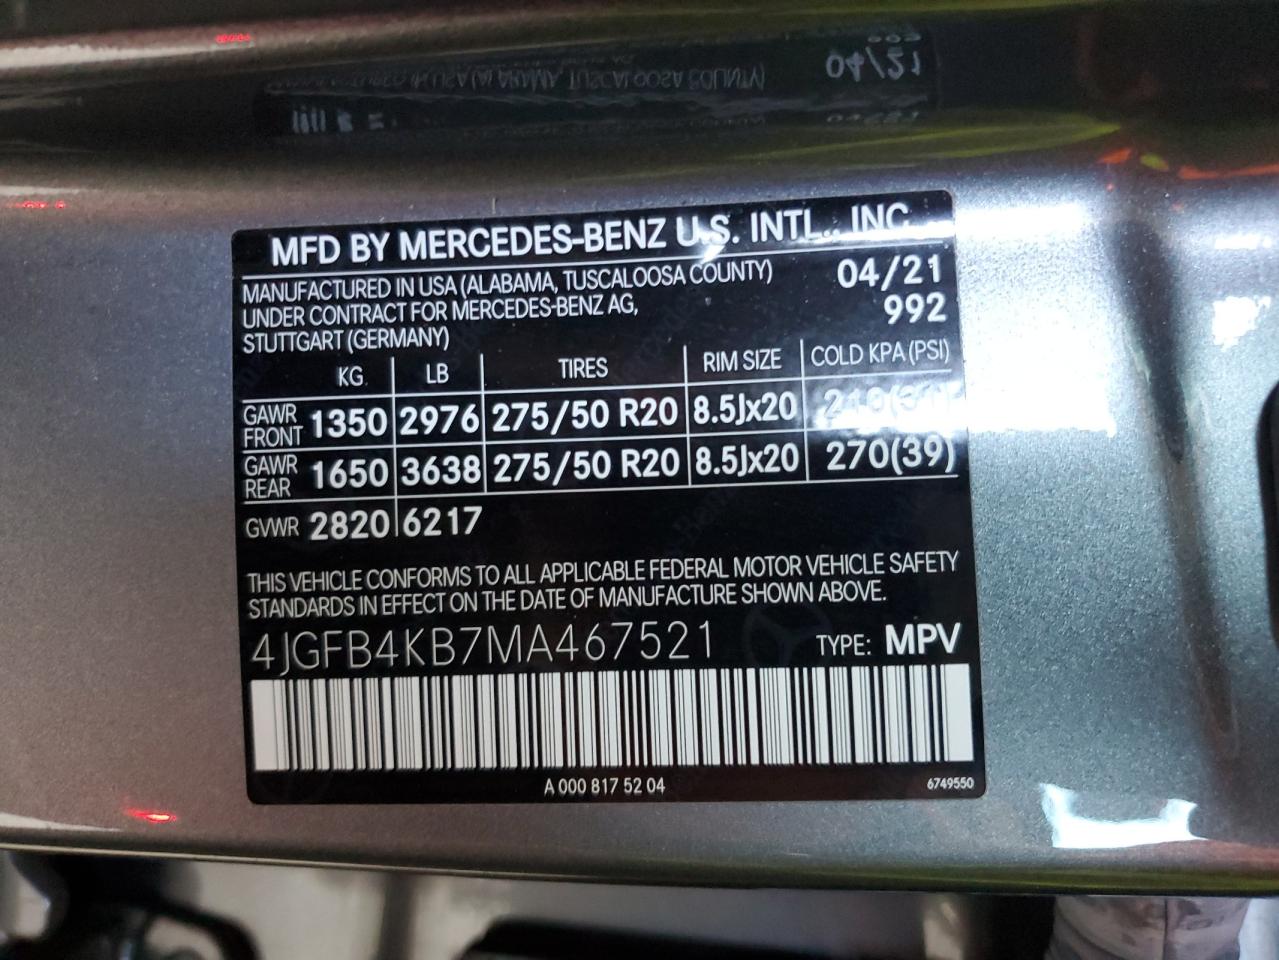 MFD BY MERCEDES-BENZ U.S. INTL., INC.
MANUFACTURED IN USA (ALABAMA, TUSCALOOSA COUNTY) 04/21
UNDER CONTRACT FOR MERCEDES-BENZ AG, 992
STUTTGART (GERMANY)
KG LB TIRES RIM SIZE COLD KPA (PSI)
GAWR FRONT 1350 2976 275/50 R20 8.5Jx20
GAWR REAR 1650 3638 275/50 R20 8.5Jx20 270(39)
GVWR 2820 6217
THIS VEHICLE CONFORMS TO ALL APPLICABLE FEDERAL MOTOR VEHICLE SAFETY
STANDARDS IN EFFECT ON THE DATE OF MANUFACTURE SHOWN ABOVE.
4JGFB4KB7MA467521 TYPE: MPV
A 000 817 52 04 6749550